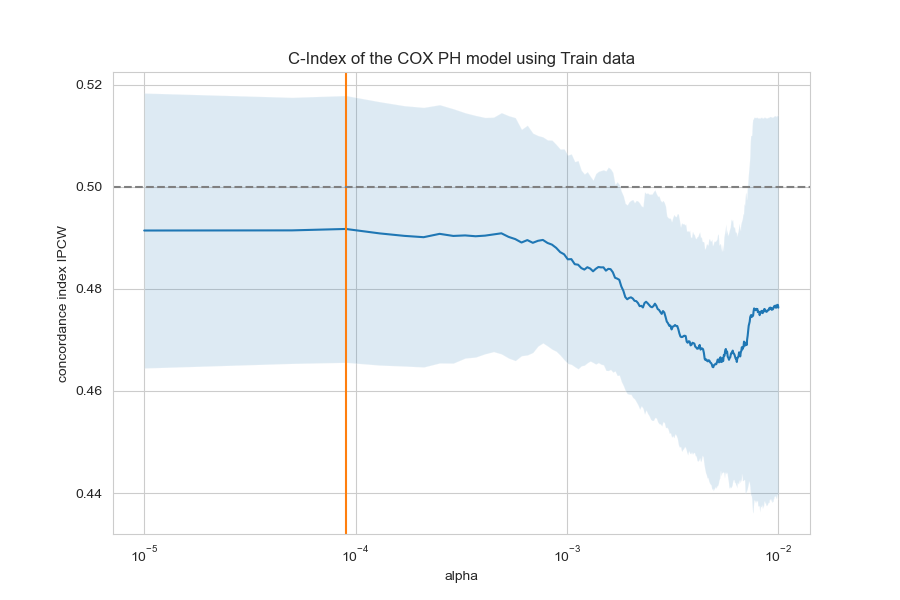 C-Index of the COX PH model using Train data
0.52
0.50
0.48
0.46
0.44
concordance index IPCW
10⁻⁵ 10⁻⁴ 10⁻³ 10⁻²
alpha